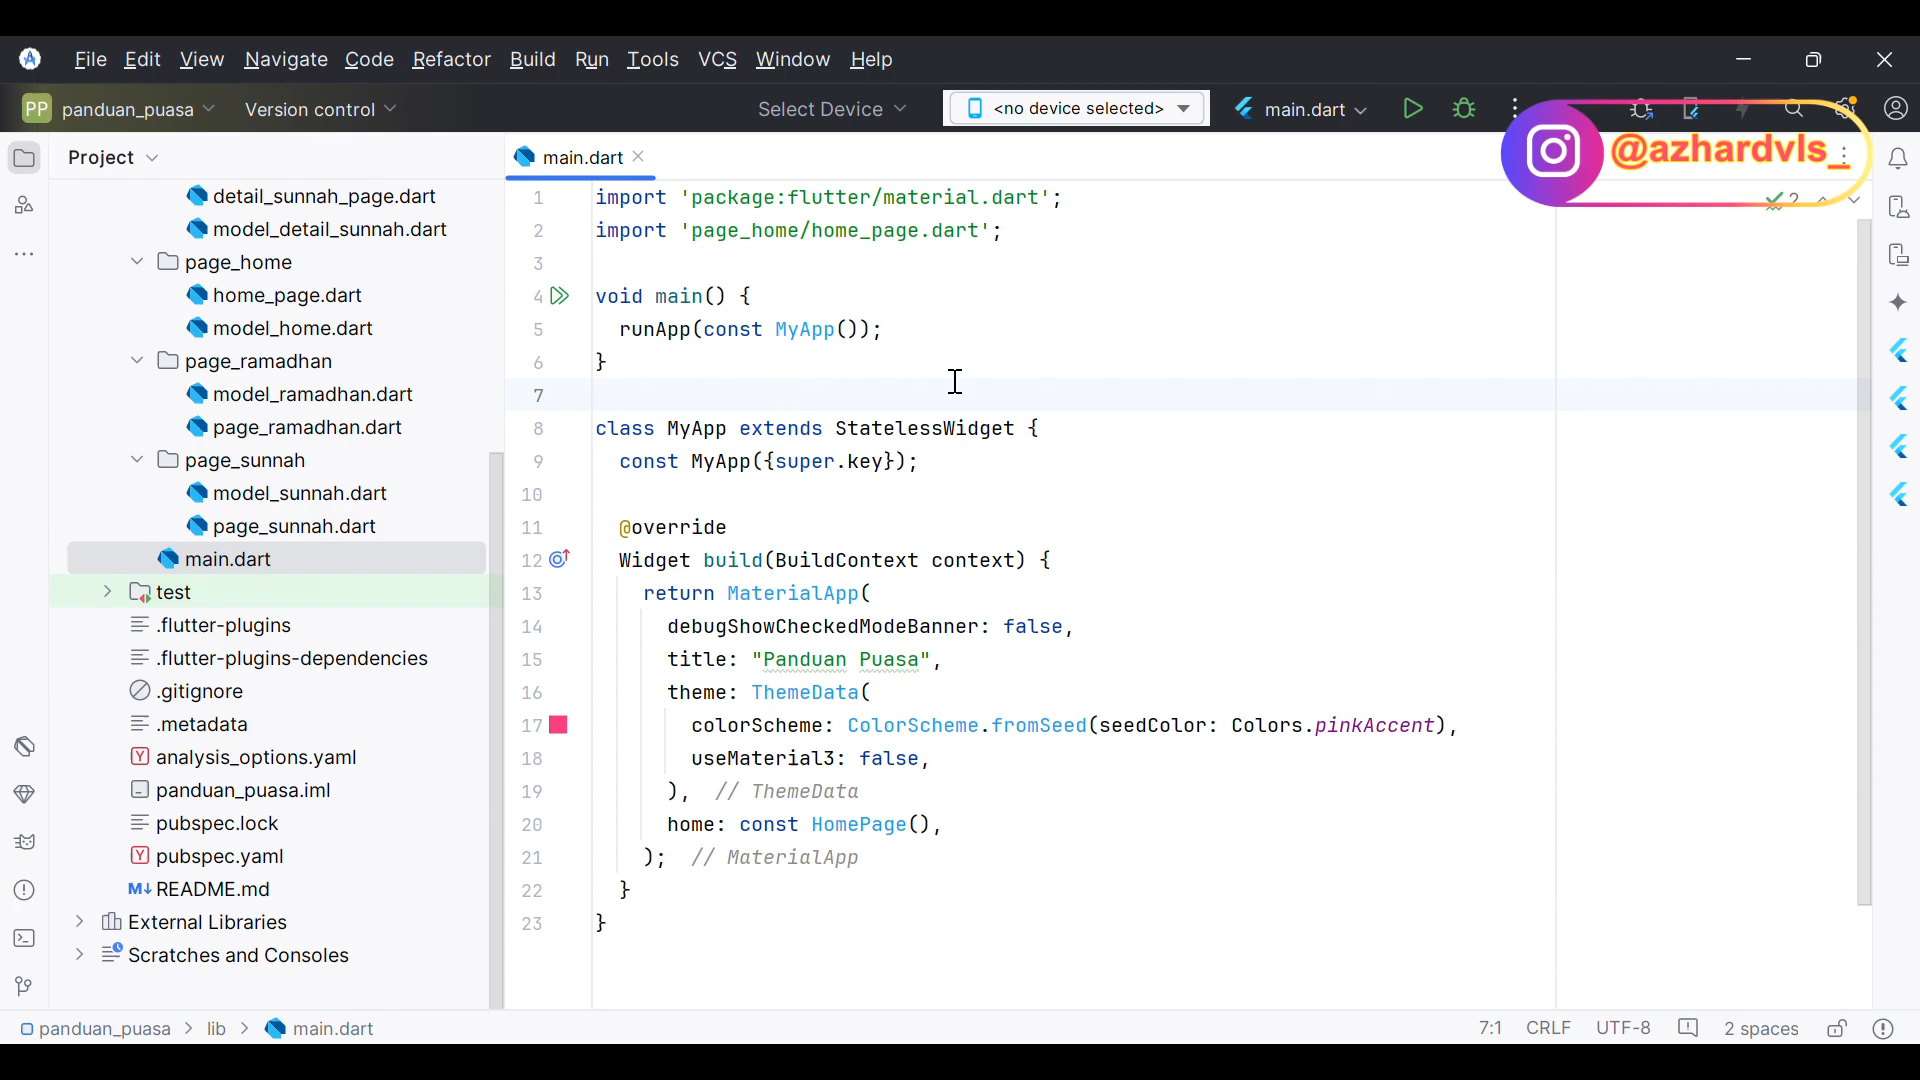 File Edit View Navigate Code Refactor Build Run Tools VCS Window Help
PP panduan_puasa Version control Select Device <no device selected> main.dart
@azhardvls_
Project
main.dart
2
detail_sunnah_page.dart
model_detail_sunnah.dart
page_home
home_page.dart
model_home.dart
page_ramadhan
model_ramadhan.dart
page_ramadhan.dart
page_sunnah
model_sunnah.dart
page_sunnah.dart
main.dart
test
.flutter-plugins
.flutter-plugins-dependencies
.gitignore
.metadata
Y analysis_options.yaml
panduan_puasa.iml
pubspec.lock
Y pubspec.yaml
M↓ README.md
External Libraries
Scratches and Consoles
1 import 'package:flutter/material.dart';
2 import 'page_home/home_page.dart';
3
4 void main() {
5 runApp(const MyApp());
6 }
7
8 class MyApp extends StatelessWidget {
9 const MyApp({super.key});
10
11 @override
12 Widget build(BuildContext context) {
13 return MaterialApp(
14 debugShowCheckedModeBanner: false,
15 title: "Panduan Puasa",
16 theme: ThemeData(
17 colorScheme: ColorScheme.fromSeed(seedColor: Colors.pinkAccent),
18 useMaterial3: false,
19 ), // ThemeData
20 home: const HomePage(),
21 ); // MaterialApp
22 }
23 }
panduan_puasa > lib > main.dart
7:1 CRLF UTF-8 2 spaces